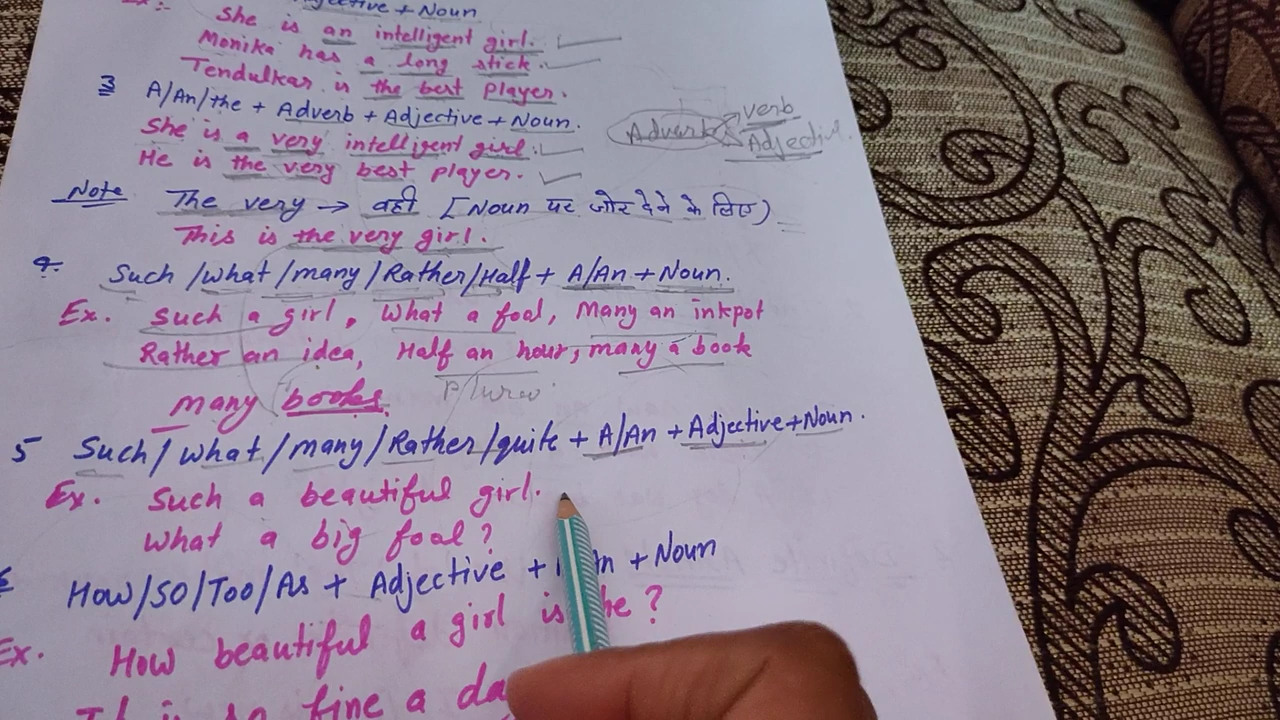 Ex:- Adjective + Noun
She is an intelligent girl.
Monika has a long stick.
Tendulkar is the best player.
3 A/An/the + Adverb + Adjective + Noun.
She is a very intelligent girl.
He is the very best player.
Adverb verb
Adjective.
Note The very → वही [Noun पर जोर देने के लिए)
This is the very girl.
4. Such/what/many/Rather/Half + A/An + Noun.
Ex. Such a girl, What a fool, Many an inkpot
Rather an idea, Half an hour, many a book
many books Plural
5 Such/what/many/Rather/quite + A/An + Adjective + Noun.
Ex. Such a beautiful girl.
What a big fool?
6 How/So/Too/As + Adjective + An + Noun
Ex. How beautiful a girl is she?
fine a